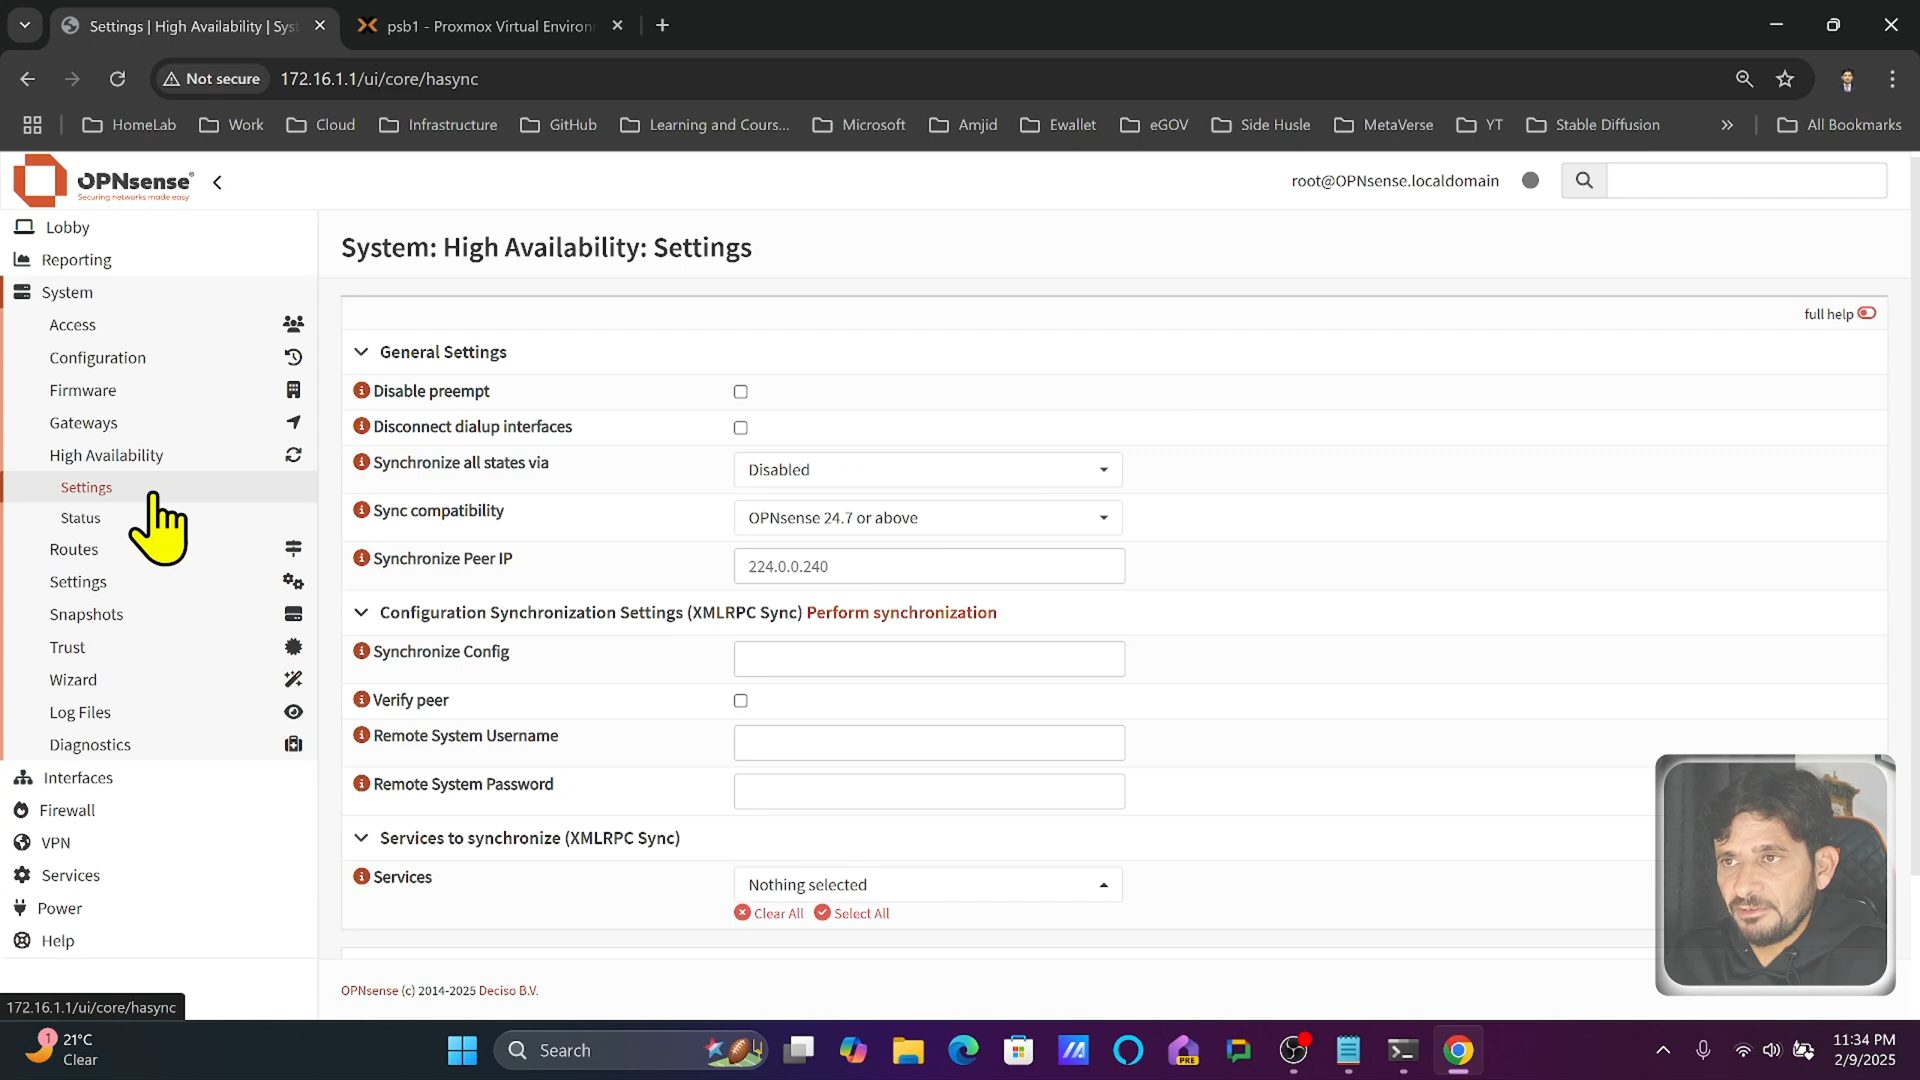 Settings | High Availability | Sys
psb1 - Proxmox Virtual Environ
Not secure
172.16.1.1/ui/core/hasync
HomeLab
Work
Cloud
Infrastructure
GitHub
Learning and Cours...
Microsoft
Amjid
Ewallet
eGOV
Side Husle
MetaVerse
YT
Stable Diffusion
All Bookmarks
OPNsense®
Securing networks made easy
root@OPNsense.localdomain
Lobby
Reporting
System
Access
Configuration
Firmware
Gateways
High Availability
Settings
Status
Routes
Settings
Snapshots
Trust
Wizard
Log Files
Diagnostics
Interfaces
Firewall
VPN
Services
Power
Help
System: High Availability: Settings
full help
General Settings
Disable preempt
Disconnect dialup interfaces
Synchronize all states via
Disabled
Sync compatibility
OPNsense 24.7 or above
Synchronize Peer IP
224.0.0.240
Configuration Synchronization Settings (XMLRPC Sync) Perform synchronization
Synchronize Config
Verify peer
Remote System Username
Remote System Password
Services to synchronize (XMLRPC Sync)
Services
Nothing selected
Clear All Select All
OPNsense (c) 2014-2025 Deciso B.V.
172.16.1.1/ui/core/hasync
1
21°C
Clear
Search
PRE
11:34 PM
2/9/2025